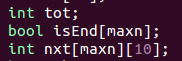 int tot;
bool isEnd[maxn];
int nxt[maxn][10];